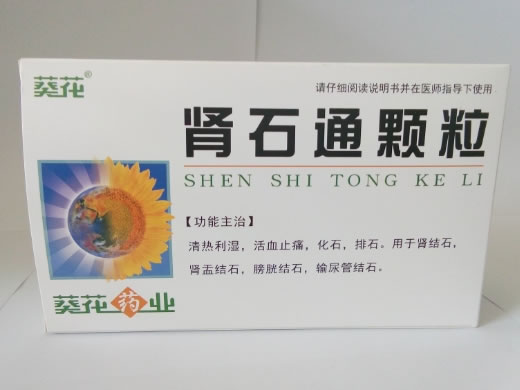 葵花®
请仔细阅读说明书并在医师指导下使用
肾石通颗粒
SHEN SHI TONG KE LI
【功能主治】
清热利湿，活血止痛，化石，排石。用于肾结石，
肾盂结石，膀胱结石，输尿管结石。
葵花药业